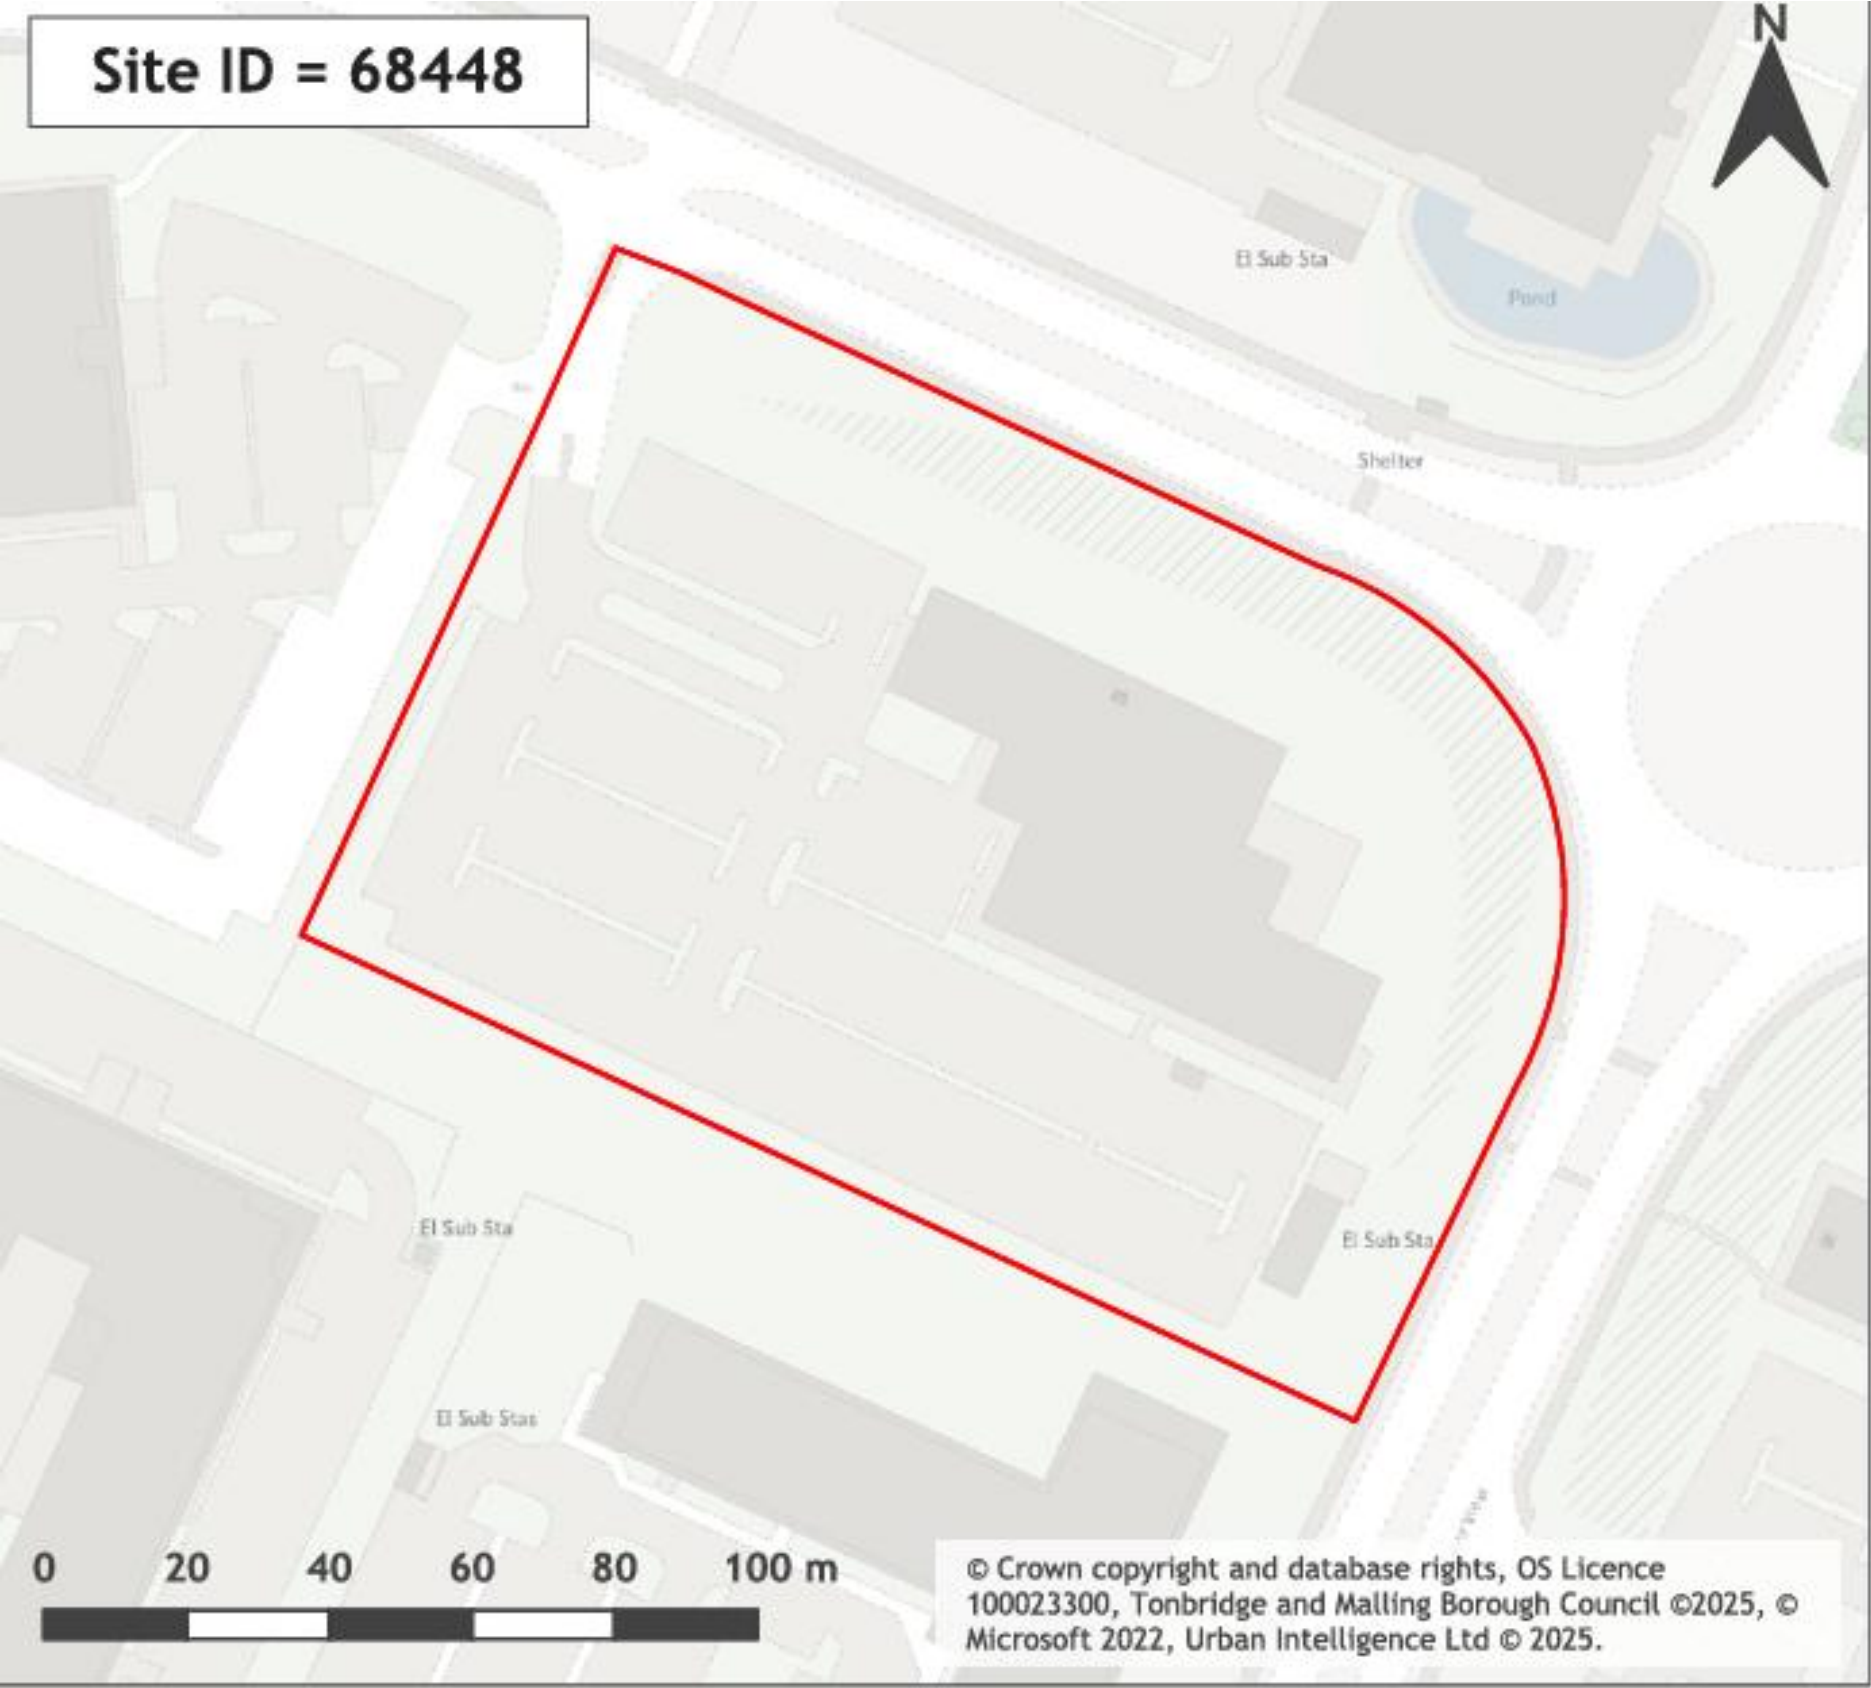 Site ID = 68448
N
El Sub Sta
Pond
Shelter
El Sub Sta
El Sub Sta
El Sub Stas
0 20 40 60 80 100 m
© Crown copyright and database rights, OS Licence
100023300, Tonbridge and Malling Borough Council ©2025, ©
Microsoft 2022, Urban Intelligence Ltd © 2025.